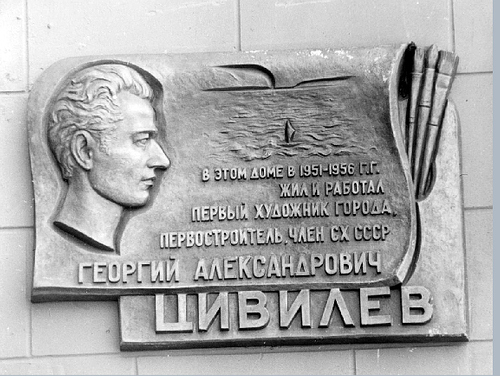 В ЭТОМ ДОМЕ В 1951-1956 Г.Г.
ЖИЛ И РАБОТАЛ
ПЕРВЫЙ ХУДОЖНИК ГОРОДА,
ПЕРВОСТРОИТЕЛЬ, ЧЛЕН СХ СССР
ГЕОРГИЙ АЛЕКСАНДРОВИЧ
ЦИВИЛЕВ